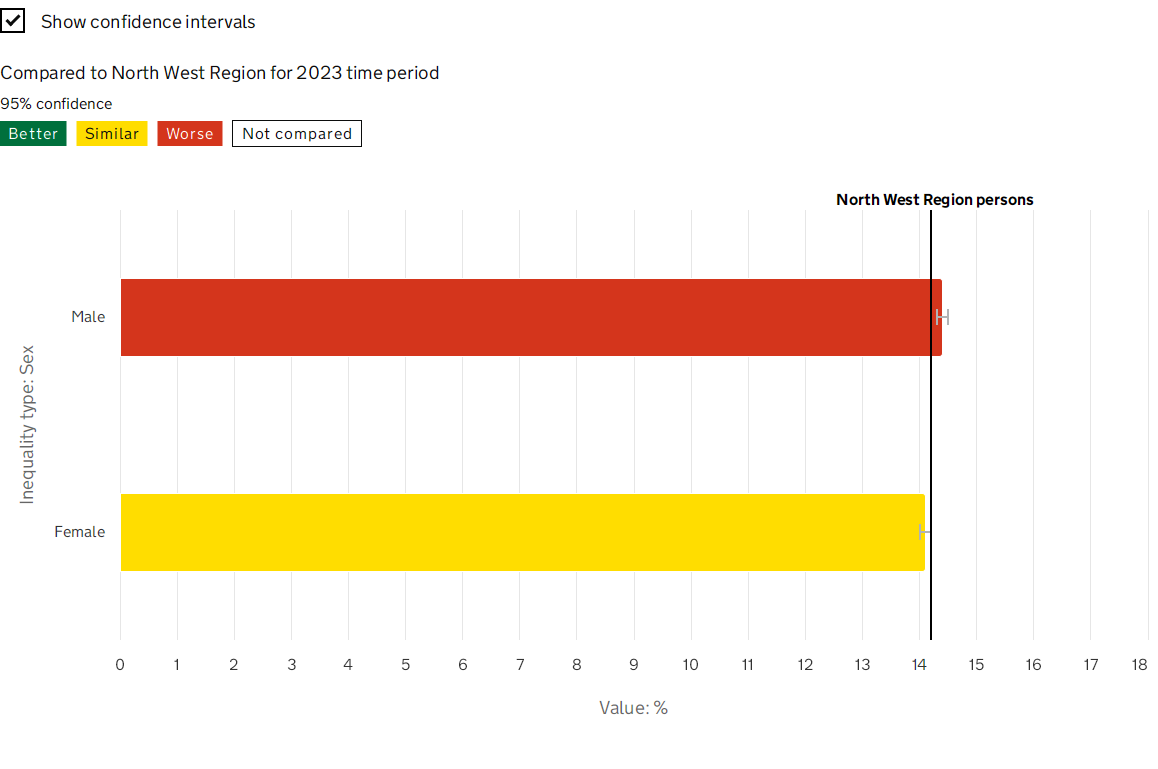 Show confidence intervals
Compared to North West Region for 2023 time period
95% confidence
Better Similar Worse Not compared
North West Region persons
Male
Inequality type: Sex
Female
0 1 2 3 4 5 6 7 8 9 10 11 12 13 14 15 16 17 18
Value: %